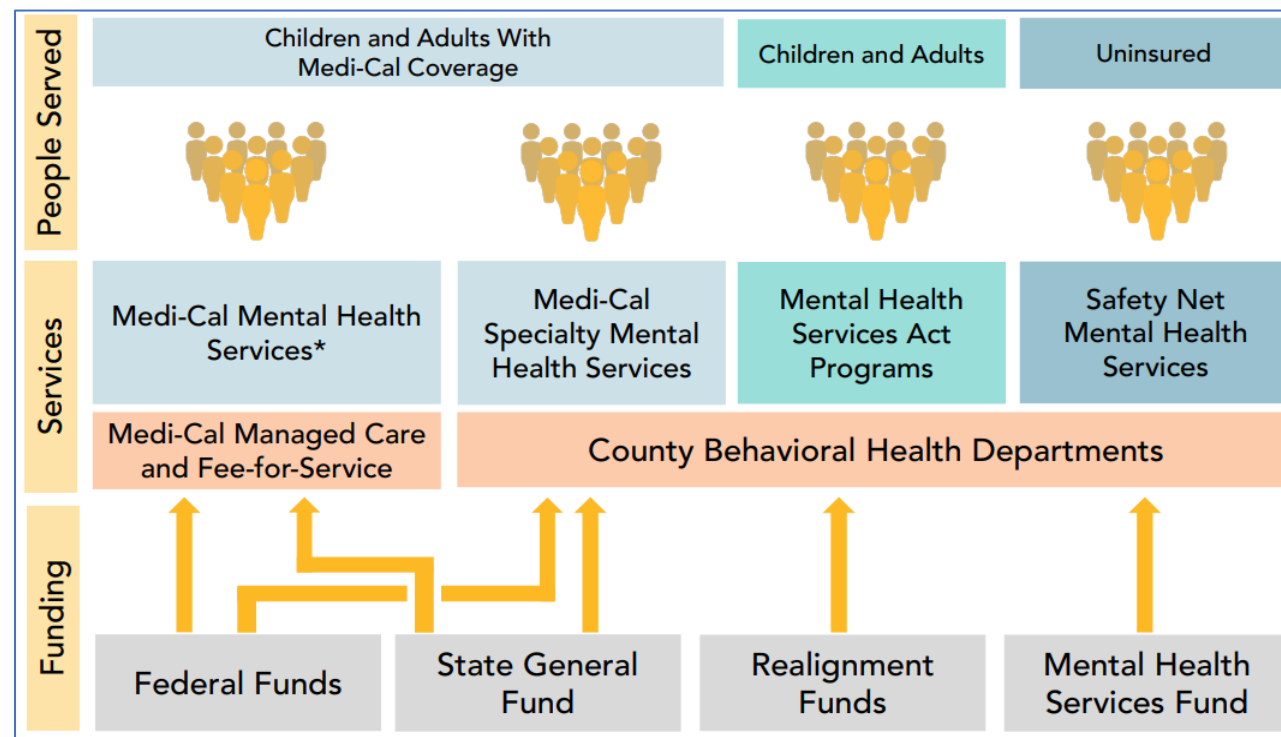 People Served
Children and Adults With
Medi-Cal Coverage
Children and Adults
Uninsured
Services
Medi-Cal Mental Health
Services*
Medi-Cal
Specialty Mental
Health Services
Mental Health
Services Act
Programs
Safety Net
Mental Health
Services
Medi-Cal Managed Care
and Fee-for-Service
County Behavioral Health Departments
Funding
Federal Funds
State General
Fund
Realignment
Funds
Mental Health
Services Fund